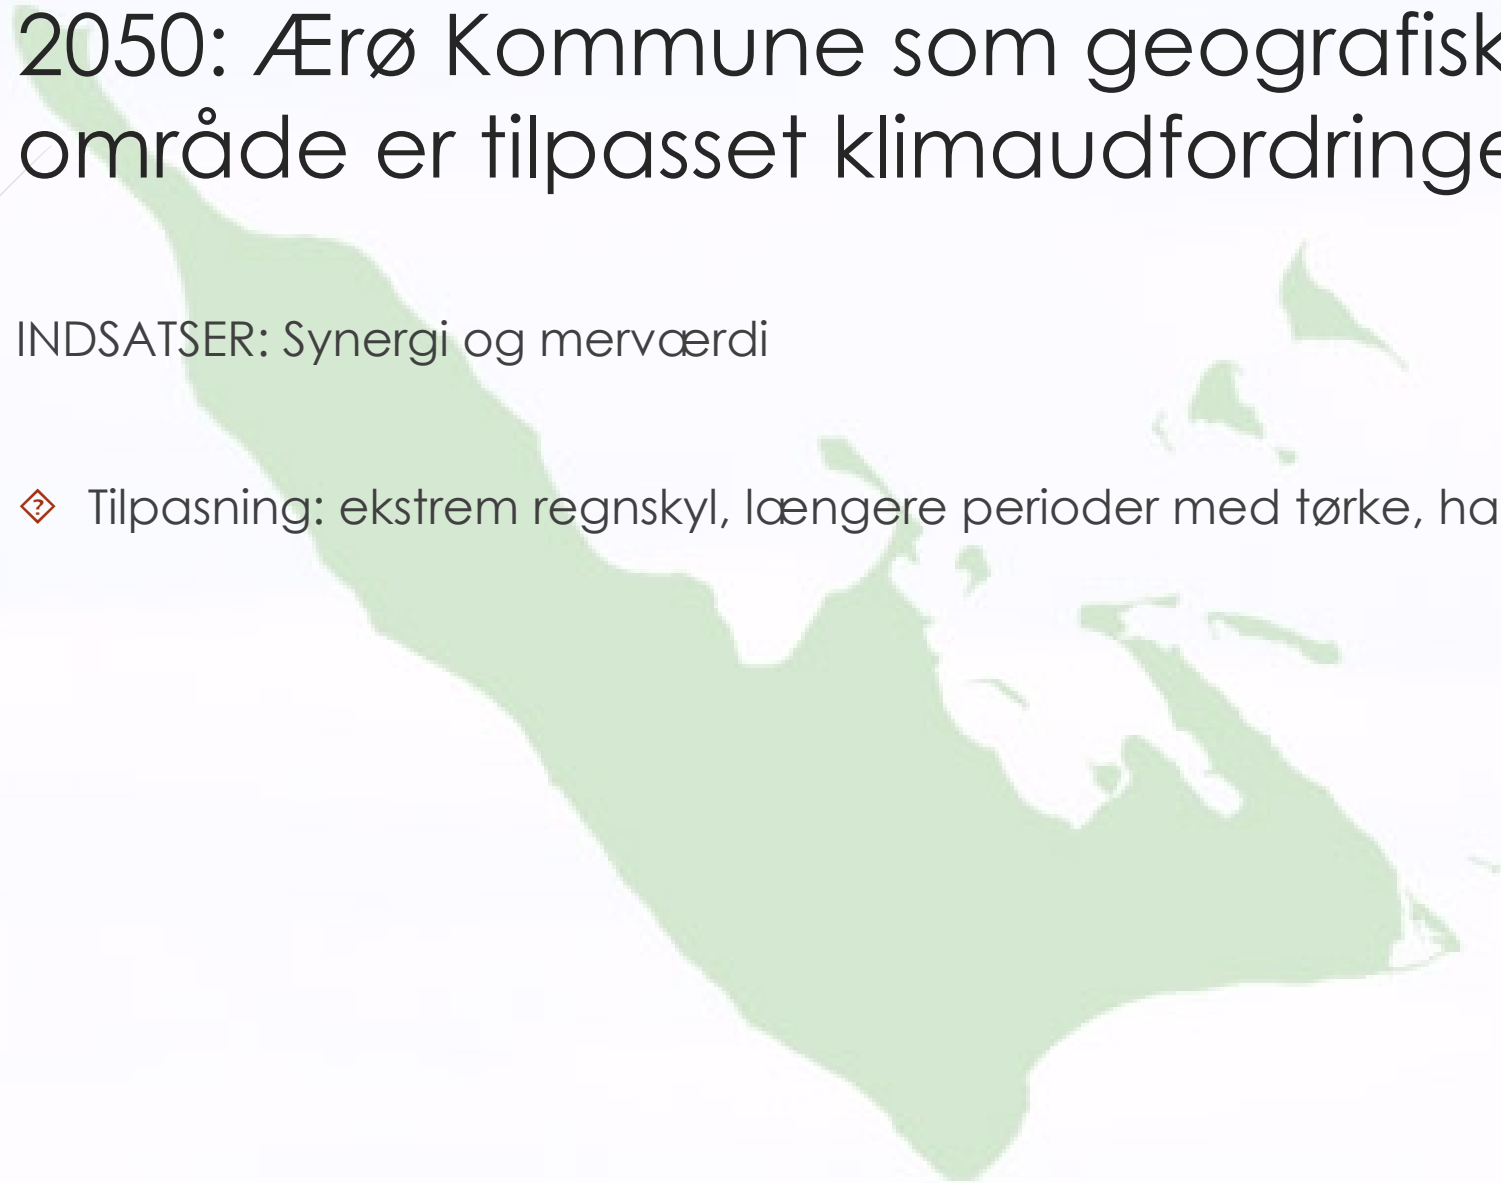 2050: Ærø Kommune som geografisk
område er tilpasset klimaudfordringe
INDSATSER: Synergi og merværdi
Tilpasning: ekstrem regnskyl, længere perioder med tørke, ha